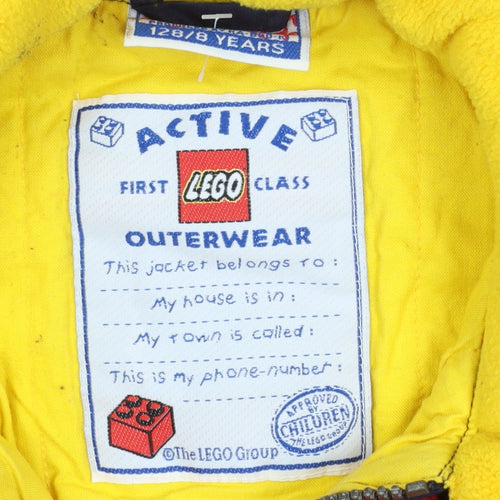 128/8 YEARS
ACTIVE
FIRST LEGO CLASS
OUTERWEAR
This jacket belongs to:
My house is in:
My town is called:
This is my phone-number:
APPROVED
BY
CHILDREN
THE LEGO GROUP
©The LEGO Group